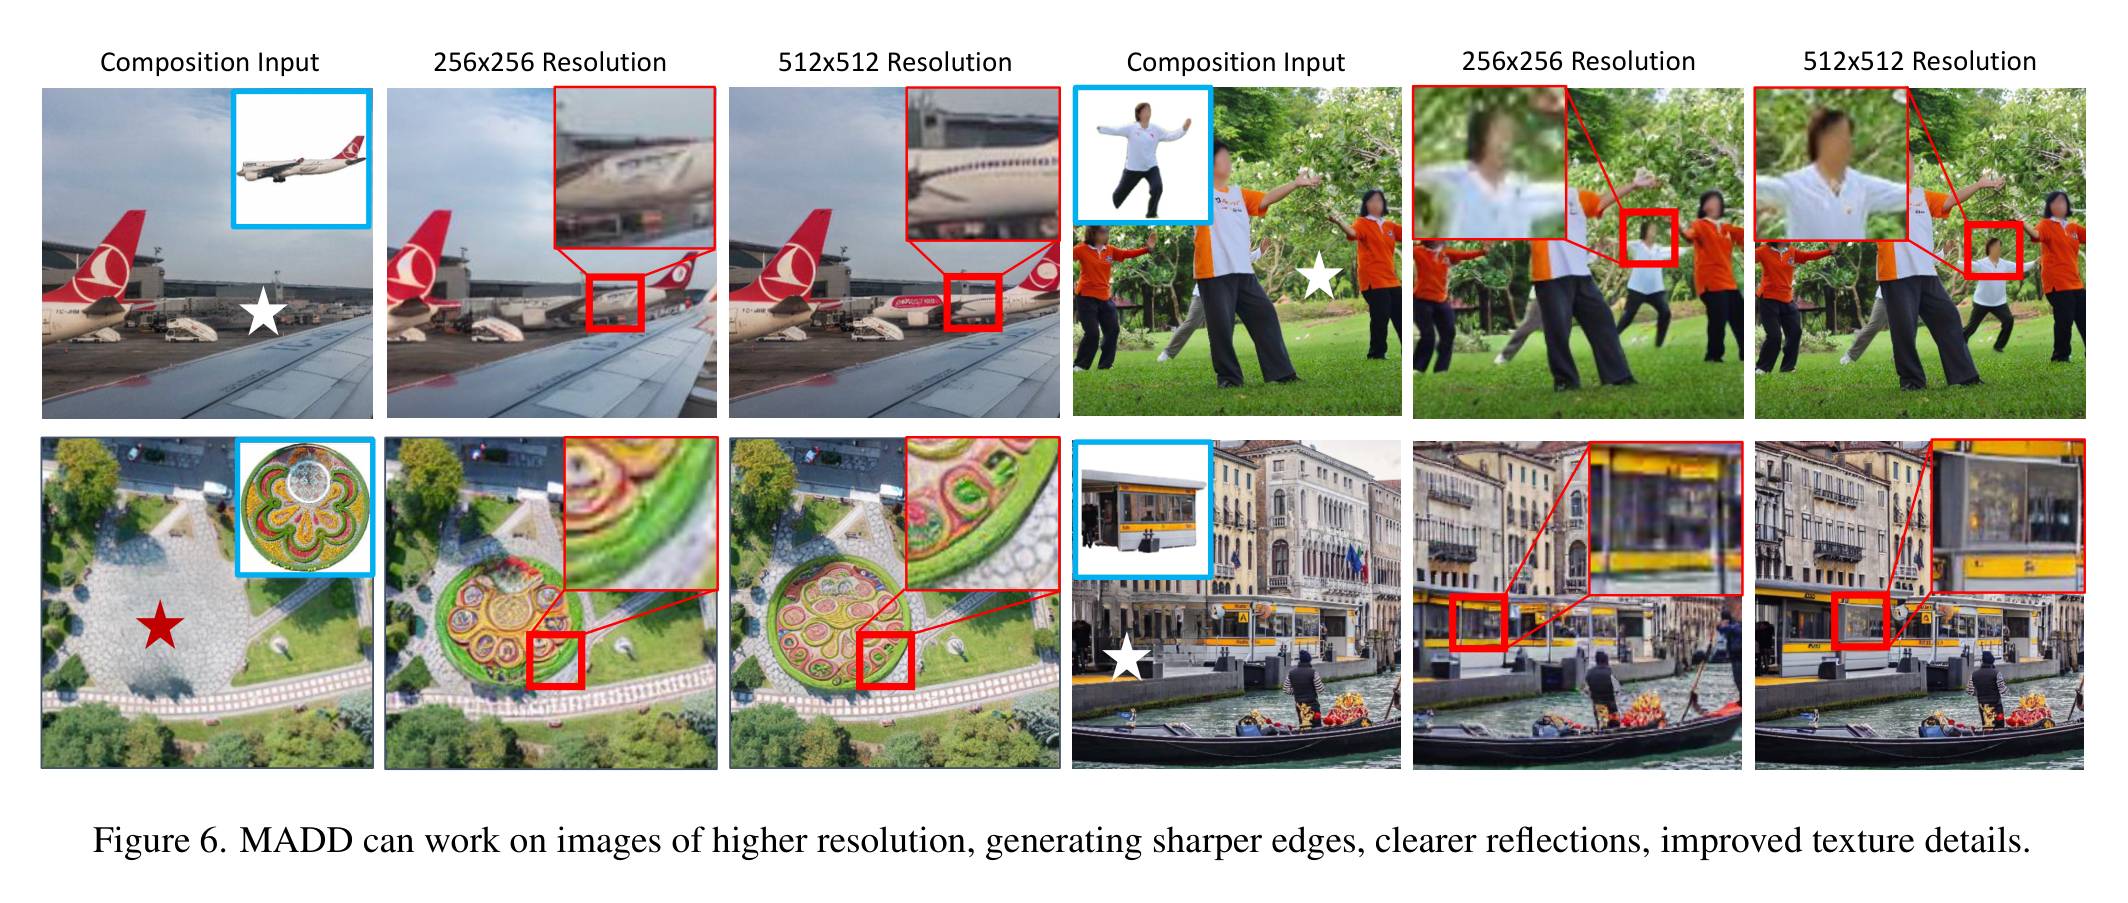 Composition Input
256x256 Resolution
512x512 Resolution
Composition Input
256x256 Resolution
512x512 Resolution
A
Figure 6. MADD can work on images of higher resolution, generating sharper edges, clearer reflections, improved texture details.